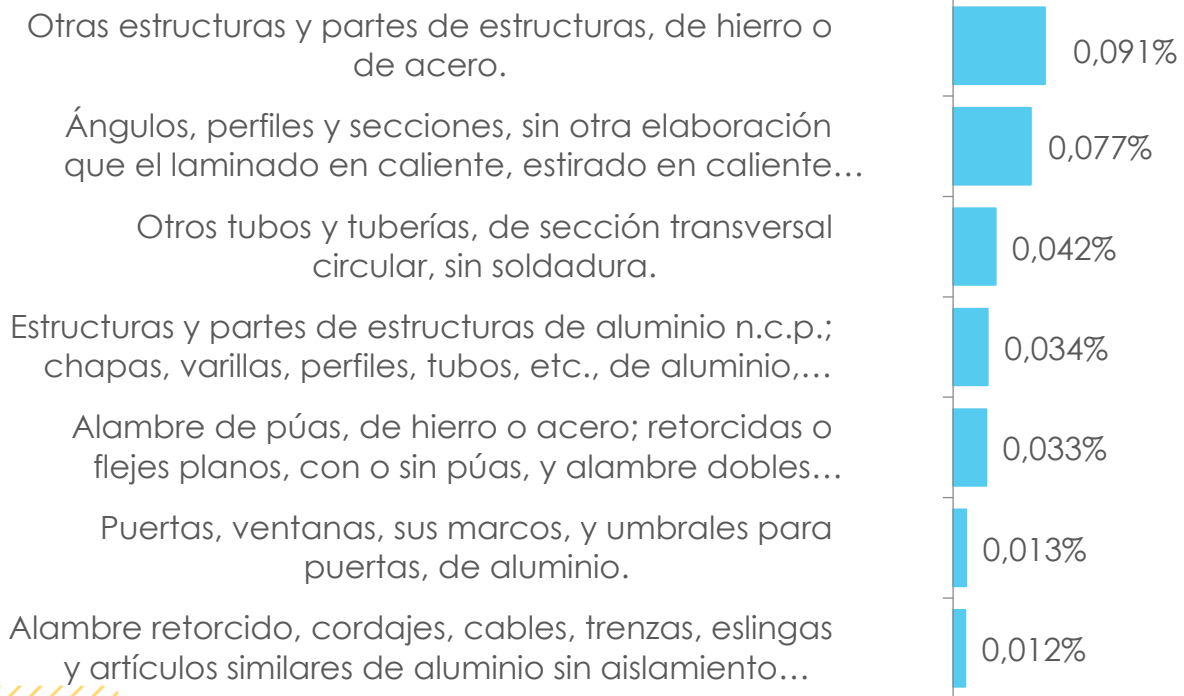 Otras estructuras y partes de estructuras, de hierro o
de acero.
0,091%
Ángulos, perfiles y secciones, sin otra elaboración
que el laminado en caliente, estirado en caliente…
0,077%
Otros tubos y tuberías, de sección transversal
circular, sin soldadura.
0,042%
Estructuras y partes de estructuras de aluminio n.c.p.;
chapas, varillas, perfiles, tubos, etc., de aluminio,…
0,034%
Alambre de púas, de hierro o acero; retorcidas o
flejes planos, con o sin púas, y alambre dobles…
0,033%
Puertas, ventanas, sus marcos, y umbrales para
puertas, de aluminio.
0,013%
Alambre retorcido, cordajes, cables, trenzas, eslingas
y artículos similares de aluminio sin aislamiento…
0,012%